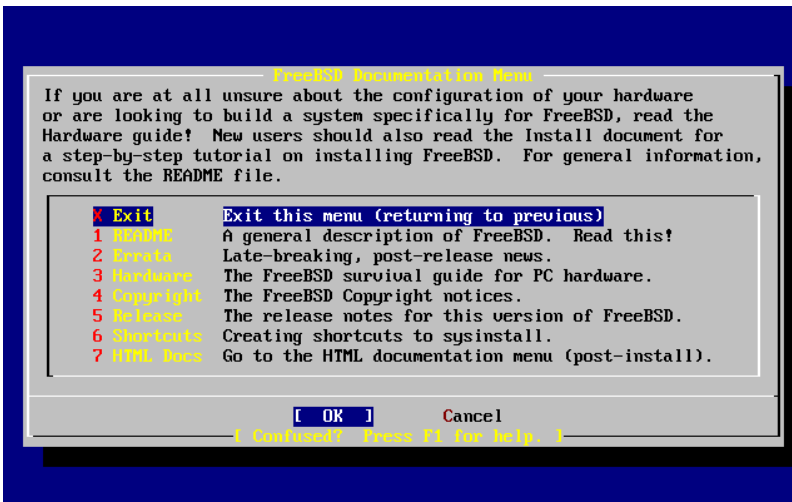 FreeBSD Documentation Menu
If you are at all unsure about the configuration of your hardware
or are looking to build a system specifically for FreeBSD, read the
Hardware guide!  New users should also read the Install document for
a step-by-step tutorial on installing FreeBSD.  For general information,
consult the README file.
X Exit      Exit this menu (returning to previous)
1 README    A general description of FreeBSD.  Read this!
2 Errata    Late-breaking, post-release news.
3 Hardware  The FreeBSD survival guide for PC hardware.
4 Copyright The FreeBSD Copyright notices.
5 Release   The release notes for this version of FreeBSD.
6 Shortcuts Creating shortcuts to sysinstall.
7 HTML Docs Go to the HTML documentation menu (post-install).
[  OK  ]       Cancel
[ Confused?  Press F1 for help. ]